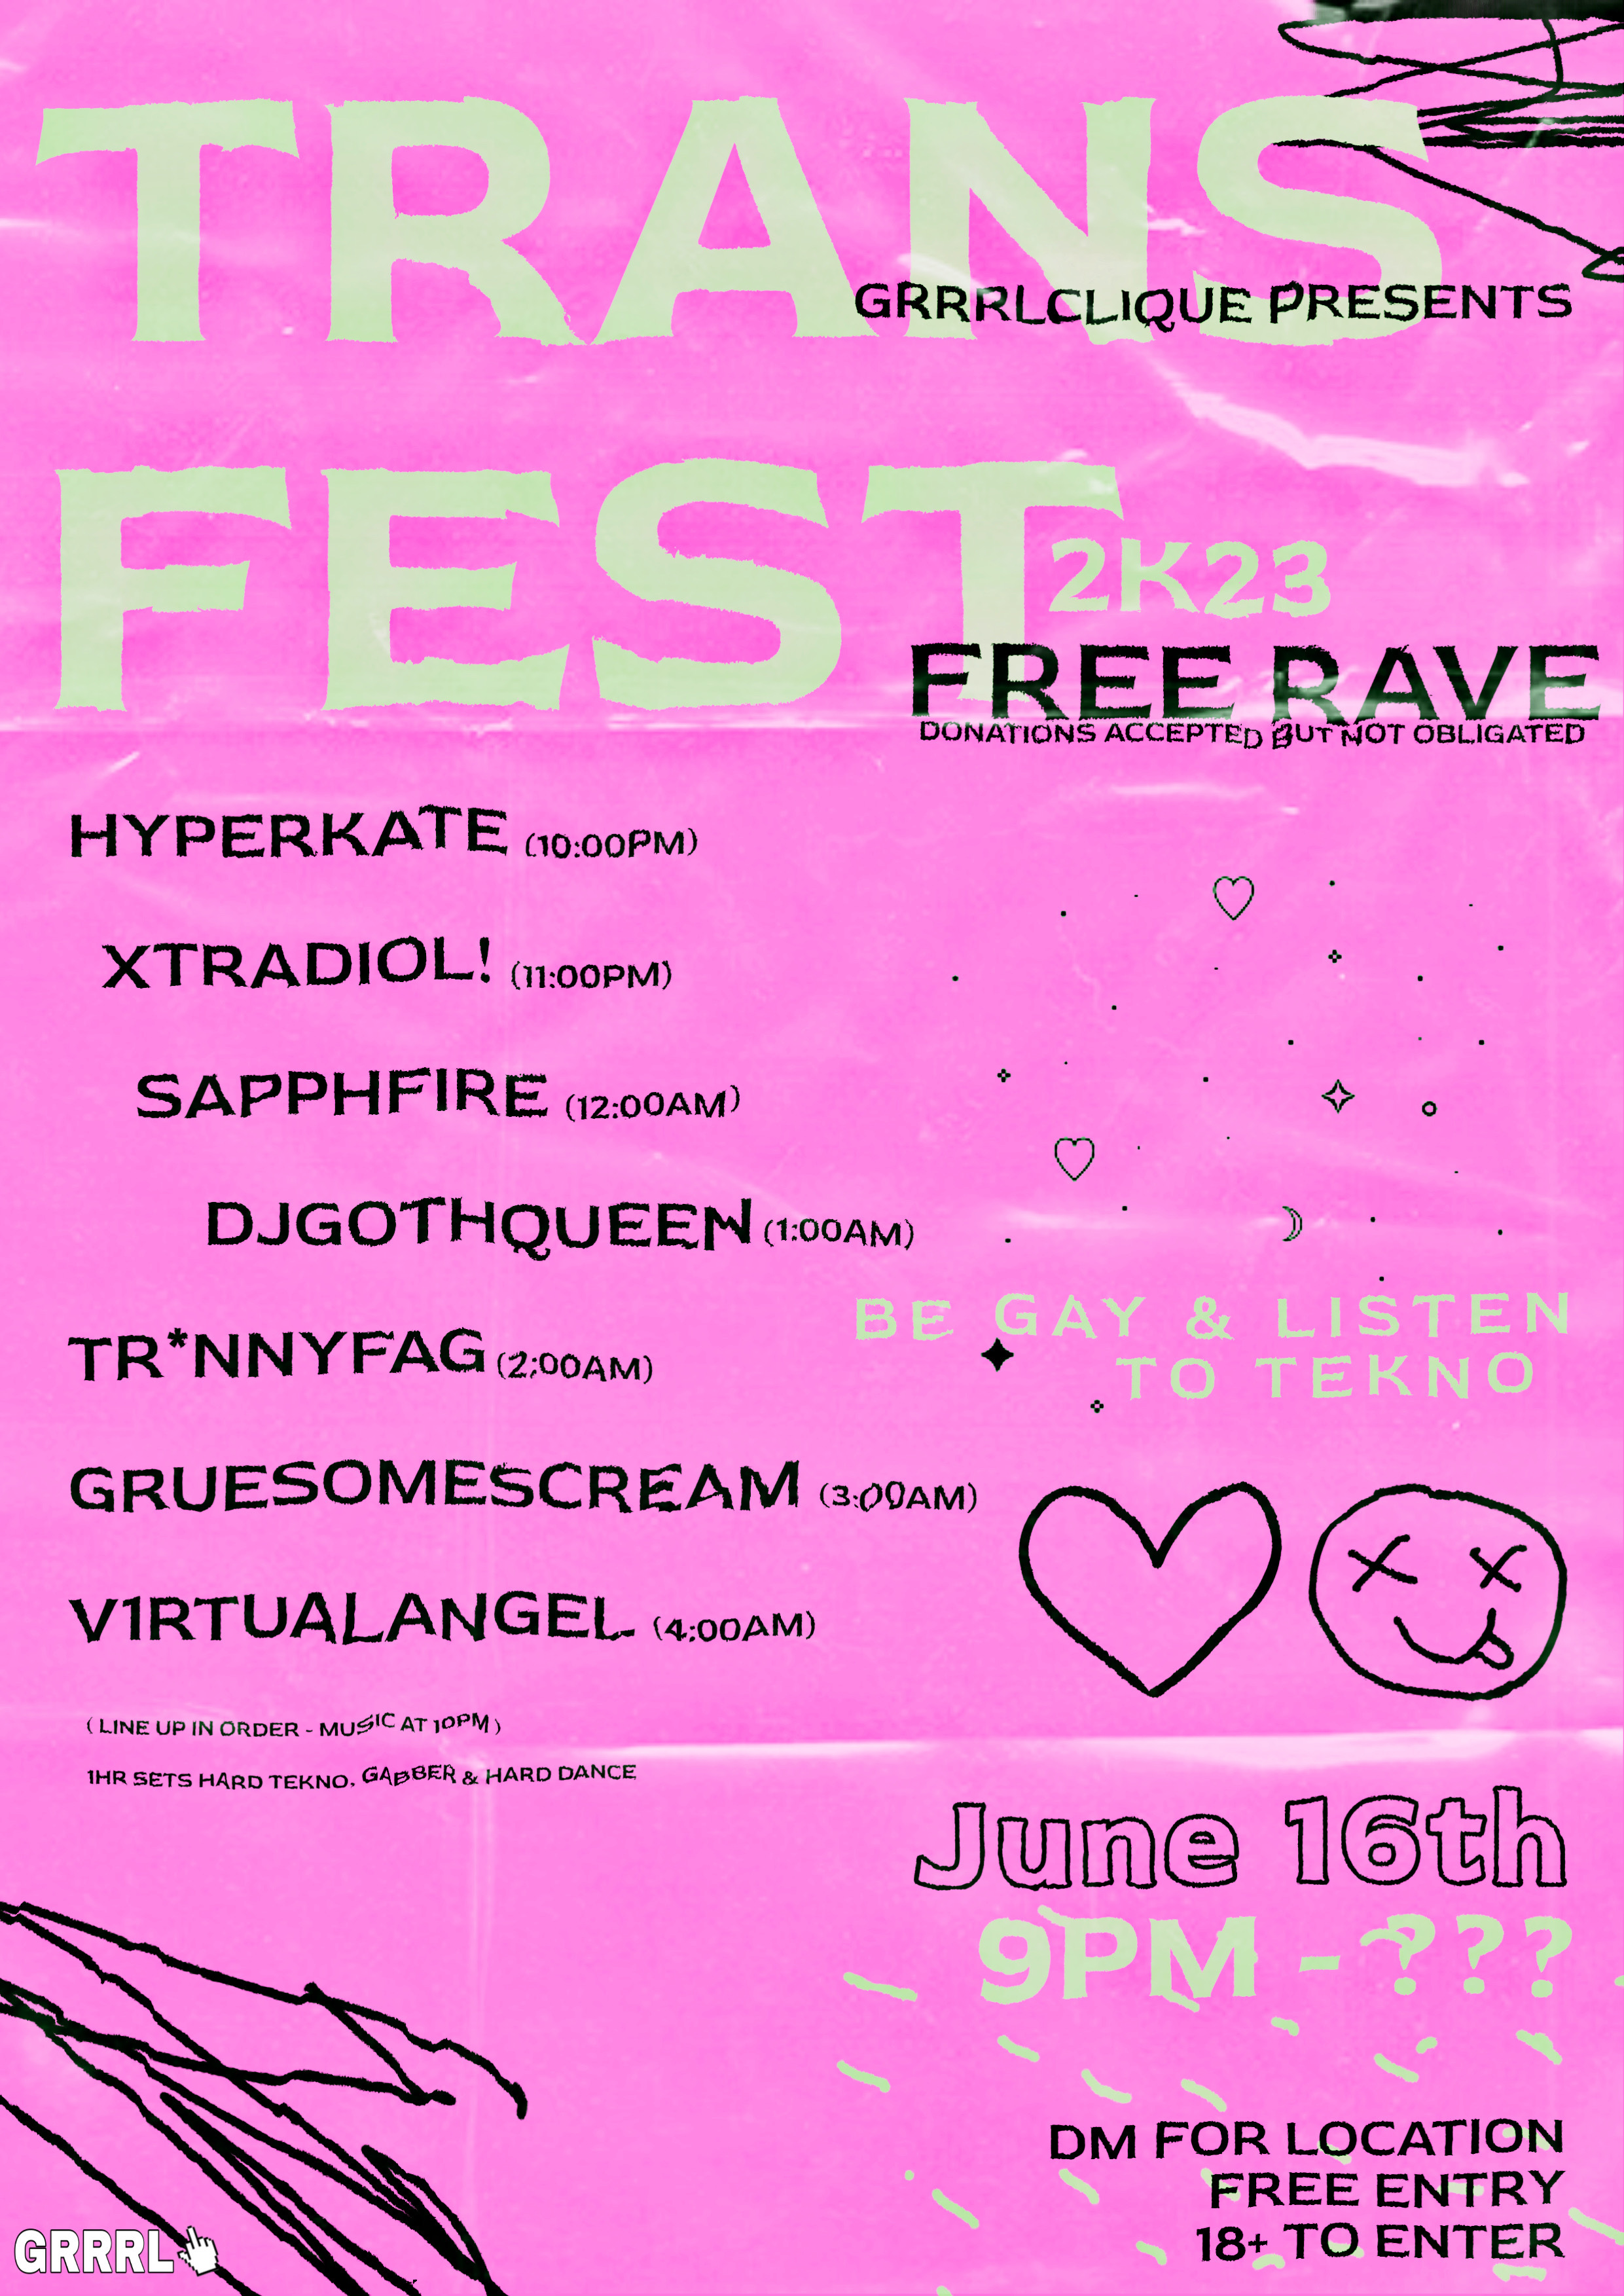 TRANS
GRRRLCLIQUE PRESENTS
FEST
2K23
FREE RAVE
DONATIONS ACCEPTED BUT NOT OBLIGATED
HYPERKATE (10:00PM)
XTRADIOL! (11:00PM)
SAPPHFIRE (12:00AM)
DJGOTHQUEEN (1:00AM)
BE GAY & LISTEN
TO TEKNO
TR*NNYFAG (2:00AM)
GRUESOMESCREAM (3:00AM)
V1RTUALANGEL (4:00AM)
( LINE UP IN ORDER - MUSIC AT 10PM )
1HR SETS HARD TEKNO, GABBER & HARD DANCE
June 16th
9PM - ???
DM FOR LOCATION
FREE ENTRY
18+ TO ENTER
GRRRL